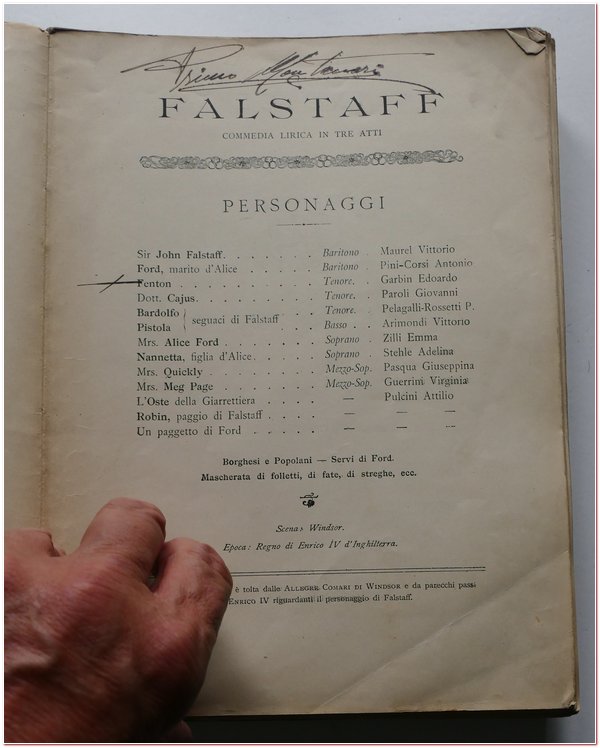 Primo Montanari
FALSTAFF
COMMEDIA LIRICA IN TRE ATTI
PERSONAGGI
Sir John Falstaff. . . . . . . Baritono . Maurel Vittorio
Ford, marito d'Alice . . . . . Baritono . Pini-Corsi Antonio
Fenton . . . . . . . . . . Tenore. . Garbin Edoardo
Dott. Cajus. . . . . . . . . Tenore. . Paroli Giovanni
Bardolfo } seguaci di Falstaff . . . Tenore. . Pelagalli-Rossetti P.
Pistola } Basso . . Arimondi Vittorio
Mrs. Alice Ford . . . . . . . Soprano . Zilli Emma
Nannetta, figlia d'Alice. . . . . Soprano . Stehle Adelina
Mrs. Quickly . . . . . . . . Mezzo-Sop. Pasqua Giuseppina
Mrs. Meg Page . . . . . . . Mezzo-Sop. Guerrini Virginia
L'Oste della Giarrettiera . . . . — Pulcini Attilio
Robin, paggio di Falstaff . . . . — — —
Un paggetto di Ford . . . . . — — —
Borghesi e Popolani — Servi di Ford.
Mascherata di folletti, di fate, di streghe, ecc.
Scena: Windsor.
Epoca: Regno di Enrico IV d'Inghilterra.
è tolta dalle ALLEGRE COMARI DI WINDSOR e da parecchi passi
ENRICO IV riguardanti il personaggio di Falstaff.